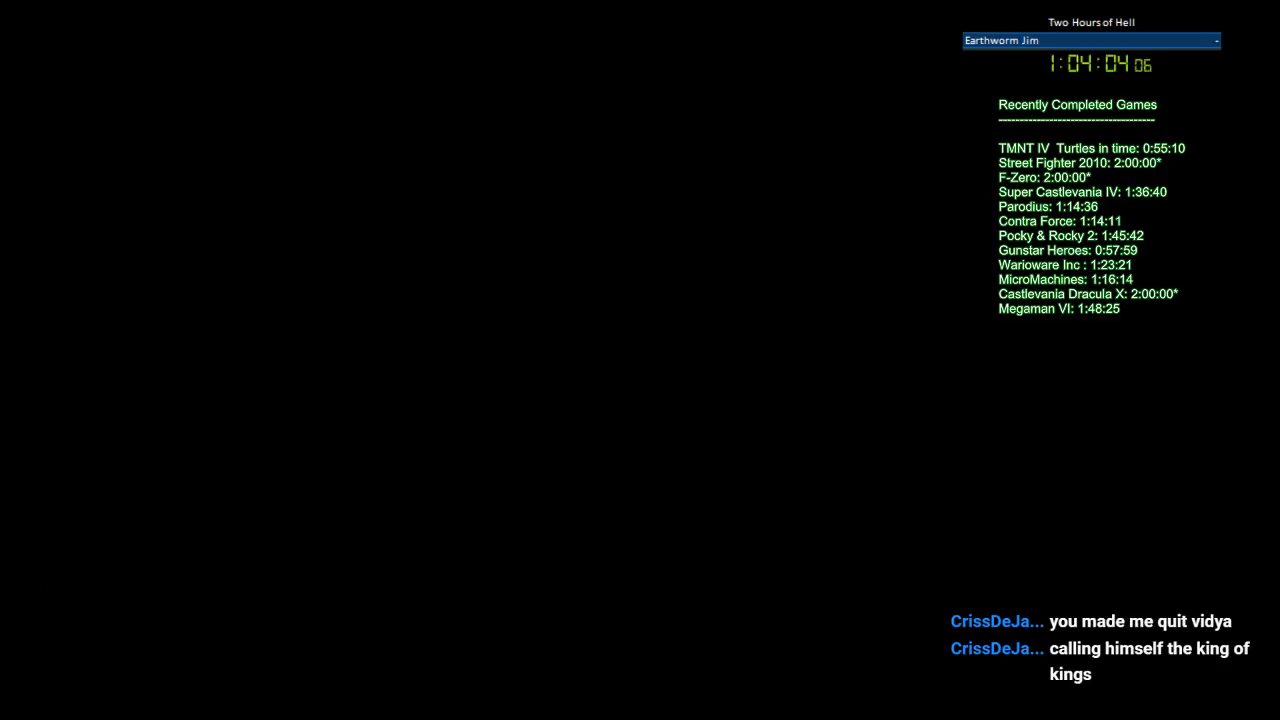 Two Hours of Hell
Earthworm Jim -
1:04:04 06
Recently Completed Games
------------------------------------
TMNT IV  Turtles in time: 0:55:10
Street Fighter 2010: 2:00:00*
F-Zero: 2:00:00*
Super Castlevania IV: 1:36:40
Parodius: 1:14:36
Contra Force: 1:14:11
Pocky & Rocky 2: 1:45:42
Gunstar Heroes: 0:57:59
Warioware Inc : 1:23:21
MicroMachines: 1:16:14
Castlevania Dracula X: 2:00:00*
Megaman VI: 1:48:25
CrissDeJa... you made me quit vidya
CrissDeJa... calling himself the king of
kings